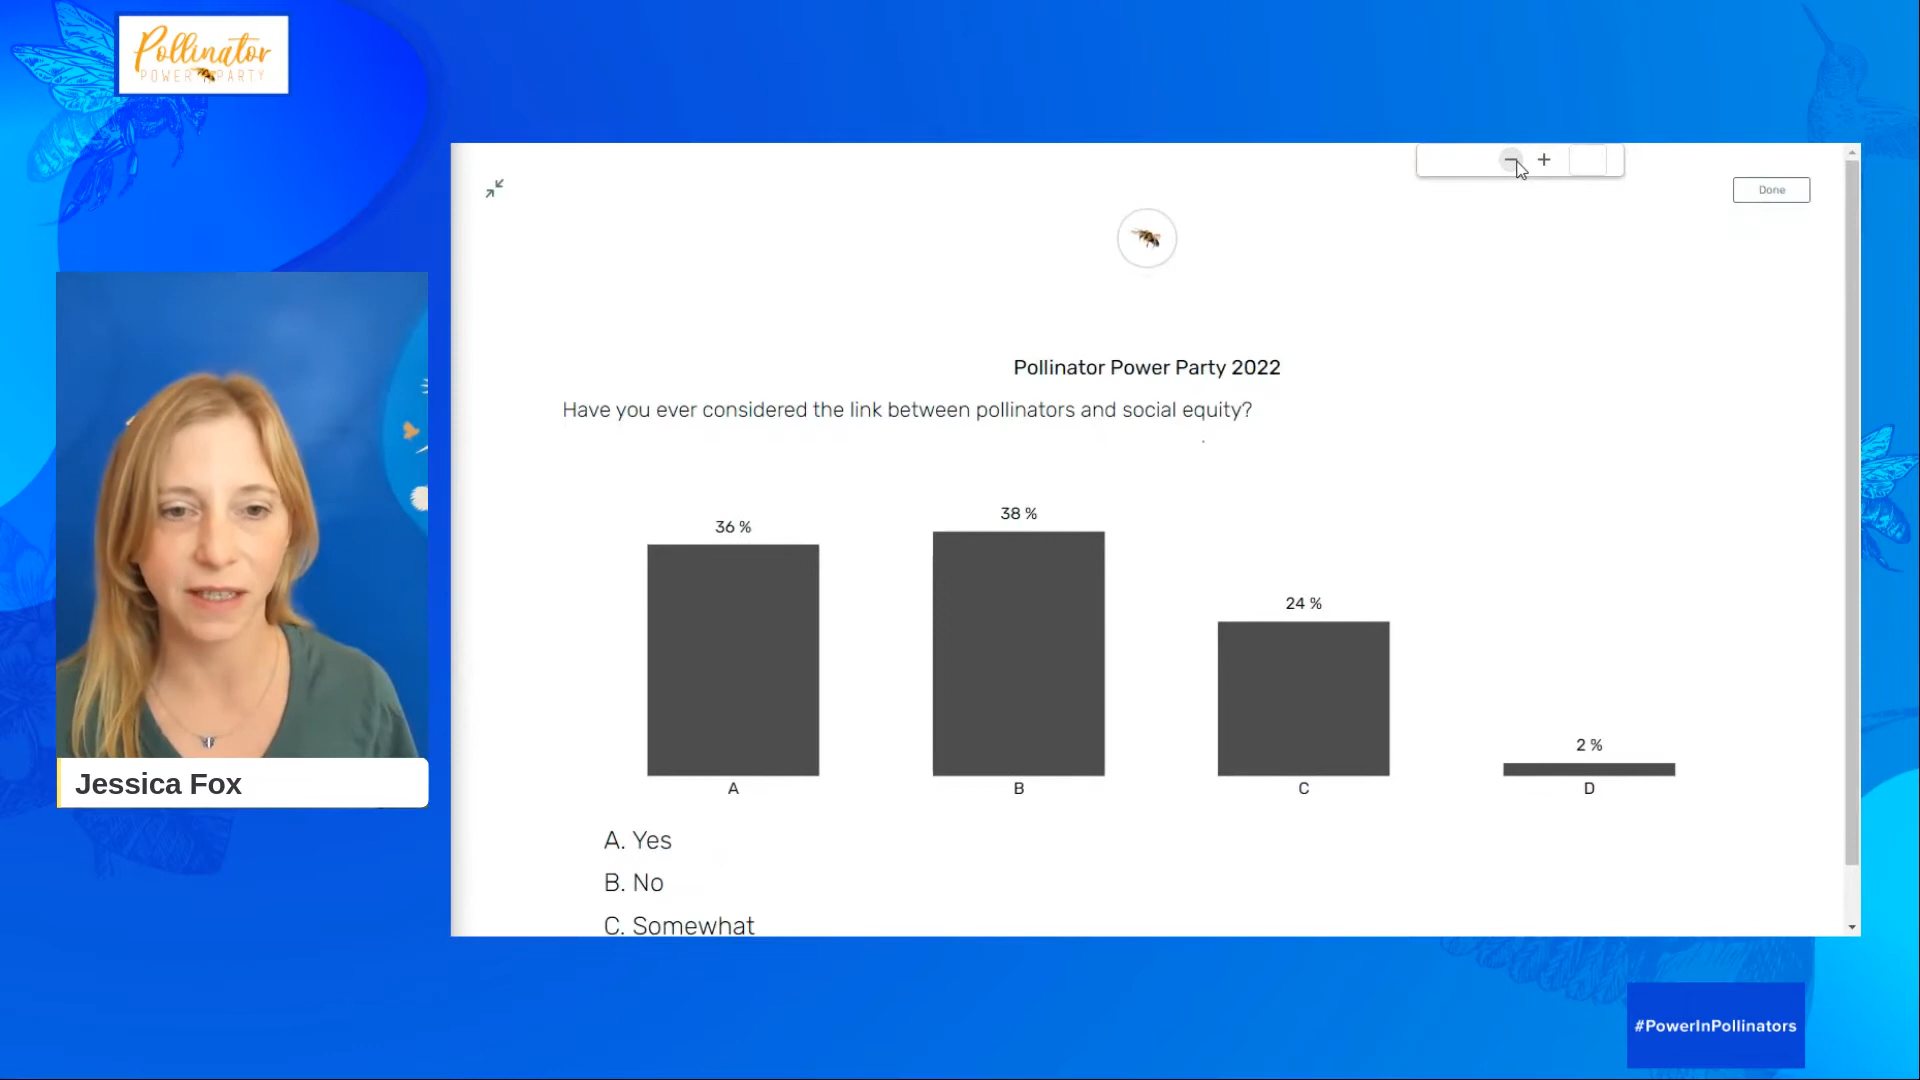 Pollinator
POWER PARTY
Done
Pollinator Power Party 2022
Have you ever considered the link between pollinators and social equity?
36 %
38 %
24 %
2 %
A
B
C
D
A. Yes
B. No
C. Somewhat
Jessica Fox
#PowerInPollinators